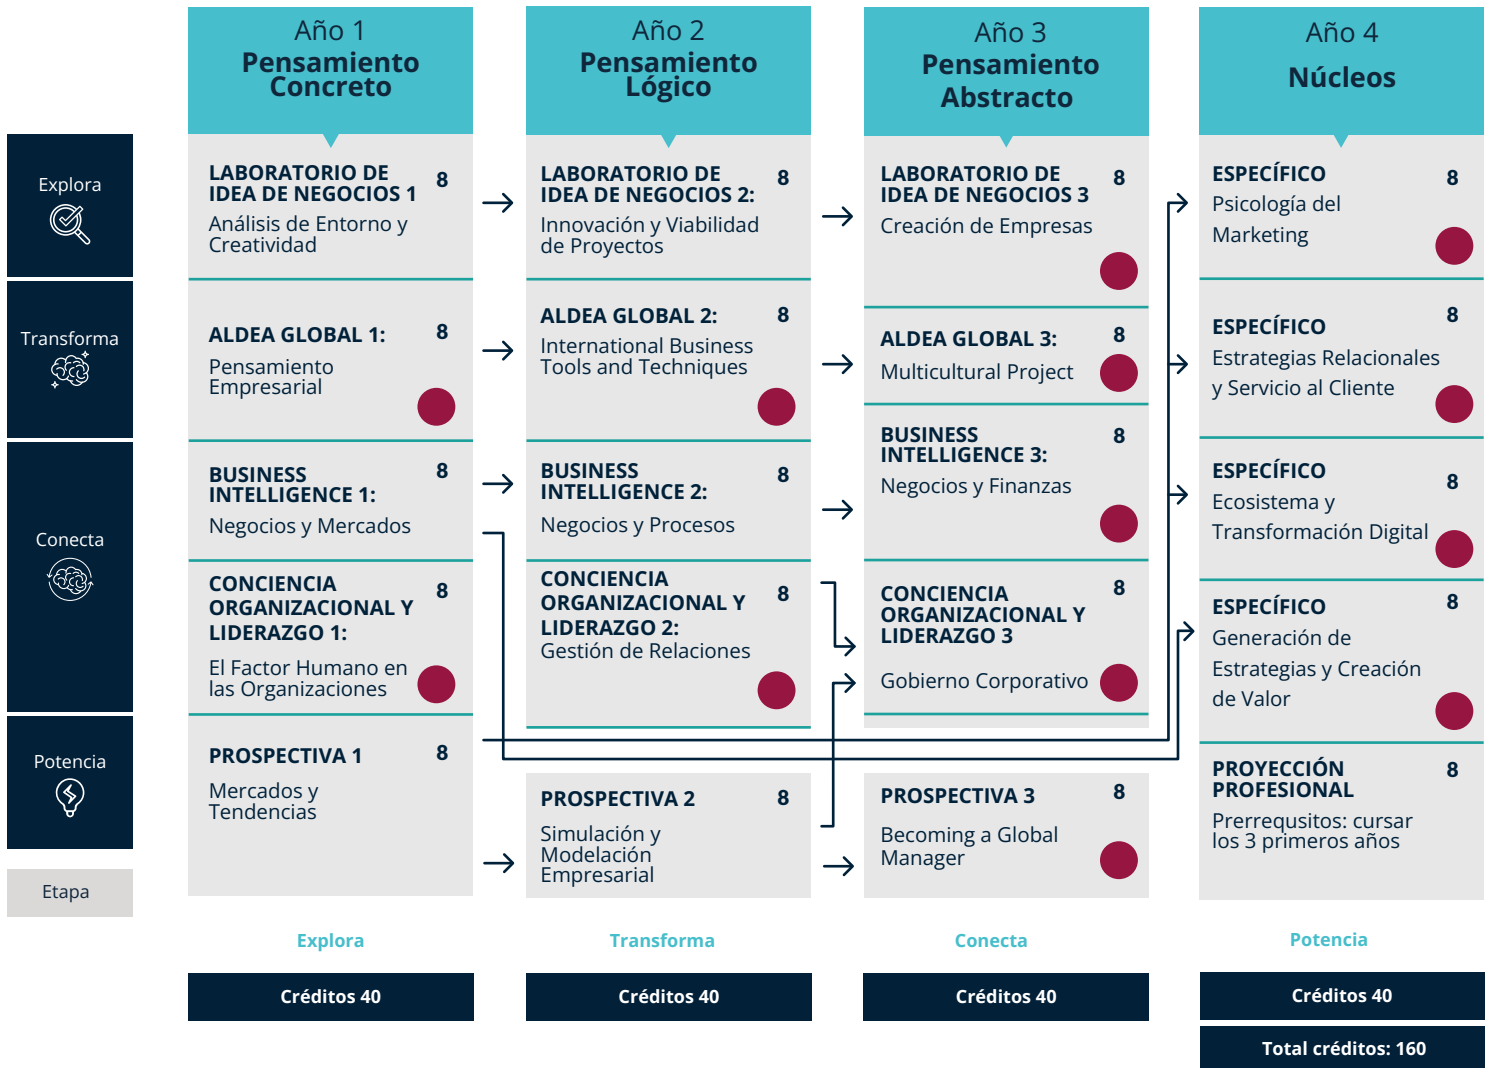 Año 1
Pensamiento
Concreto
Año 2
Pensamiento
Lógico
Año 3
Pensamiento
Abstracto
Año 4
Núcleos
Explora
Transforma
Conecta
Potencia
Etapa
LABORATORIO DE
IDEA DE NEGOCIOS 1
8
Análisis de Entorno y
Creatividad
ALDEA GLOBAL 1:
8
Pensamiento
Empresarial
BUSINESS
INTELLIGENCE 1:
8
Negocios y Mercados
CONCIENCIA
ORGANIZACIONAL Y
LIDERAZGO 1:
8
El Factor Humano en
las Organizaciones
PROSPECTIVA 1
8
Mercados y
Tendencias
Explora
Créditos 40
LABORATORIO DE
IDEA DE NEGOCIOS 2:
8
Innovación y Viabilidad
de Proyectos
ALDEA GLOBAL 2:
8
International Business
Tools and Techniques
BUSINESS
INTELLIGENCE 2:
8
Negocios y Procesos
CONCIENCIA
ORGANIZACIONAL Y
LIDERAZGO 2:
8
Gestión de Relaciones
PROSPECTIVA 2
8
Simulación y
Modelación
Empresarial
Transforma
Créditos 40
LABORATORIO DE
IDEA DE NEGOCIOS 3
8
Creación de Empresas
ALDEA GLOBAL 3:
8
Multicultural Project
BUSINESS
INTELLIGENCE 3:
8
Negocios y Finanzas
CONCIENCIA
ORGANIZACIONAL Y
LIDERAZGO 3
8
Gobierno Corporativo
PROSPECTIVA 3
8
Becoming a Global
Manager
Conecta
Créditos 40
ESPECÍFICO
8
Psicología del
Marketing
ESPECÍFICO
8
Estrategias Relacionales
y Servicio al Cliente
ESPECÍFICO
8
Ecosistema y
Transformación Digital
ESPECÍFICO
8
Generación de
Estrategias y Creación
de Valor
PROYECCIÓN
PROFESIONAL
8
Prerrequsitos: cursar
los 3 primeros años
Potencia
Créditos 40
Total créditos: 160